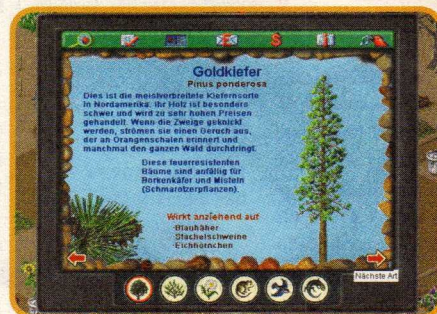 Goldkiefer
Pinus ponderosa
Dies ist die meistverbreitete Kiefernsorte
in Nordamerika. Ihr Holz ist besonders
schwer und wird zu sehr hohen Preisen
gehandelt. Wenn die Zweige geknickt
werden, strömen sie einen Geruch aus,
der an Orangenschalen erinnert und
manchmal den ganzen Wald durchdringt.
Diese feuerresistenten
Bäume sind anfällig für
Borkenkäfer und Misteln
(Schmarotzerpflanzen).
Wirkt anziehend auf
Blauhäher
Stachelschweine
Eichhörnchen
Nächste Art